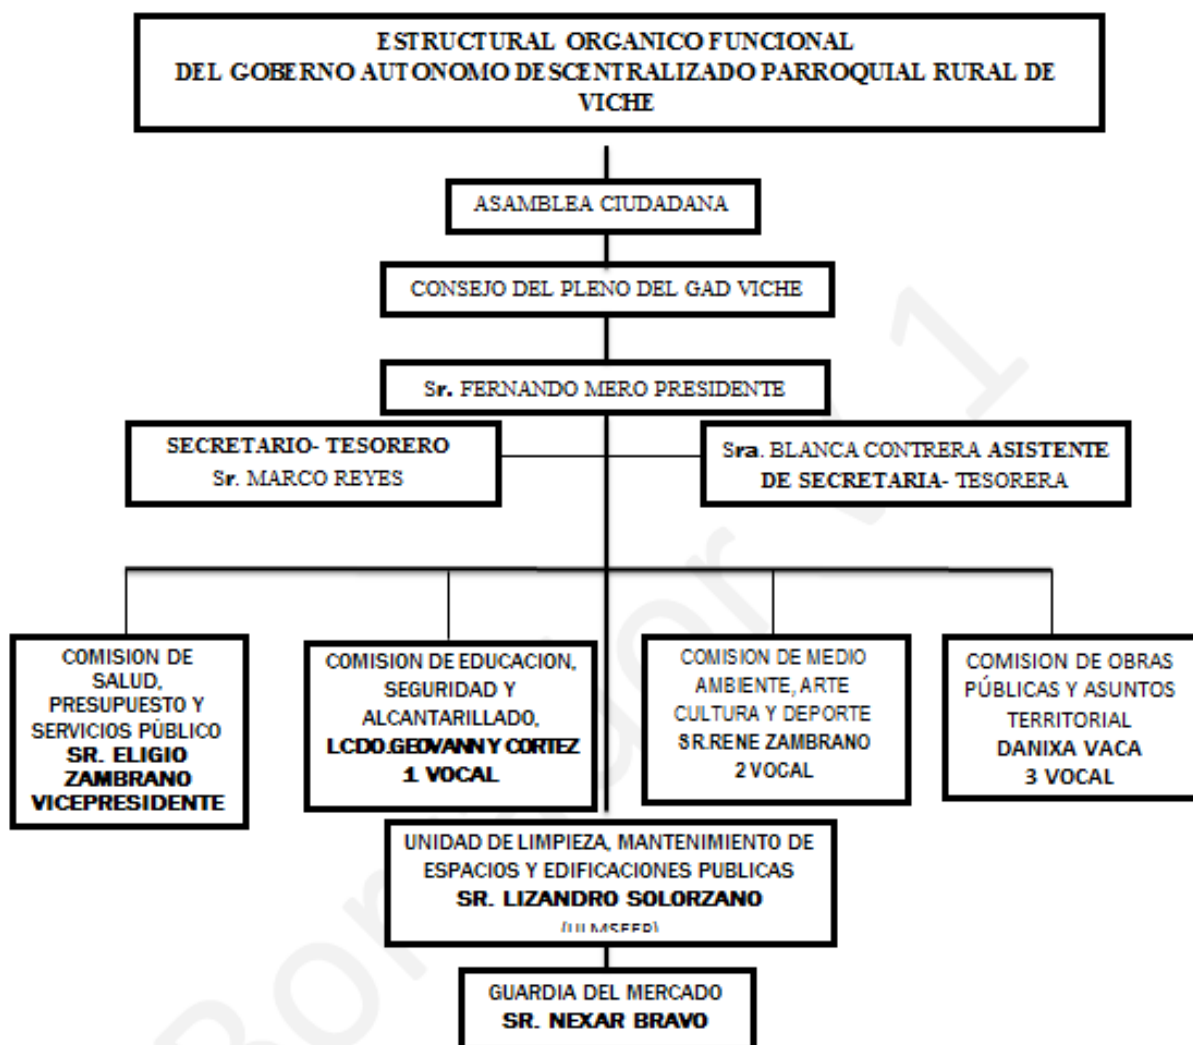 ESTRUCTURAL ORGANICO FUNCIONAL
DEL GOBERNO AUTONOMO DESCENTRALIZADO PARROQUIAL RURAL DE
VICHE
ASAMBLEA CIUDADANA
CONSEJO DEL PLENO DEL GAD VICHE
Sr. FERNANDO MERO PRESIDENTE
SECRETARIO- TESORERO
Sr. MARCO REYES
Sra. BLANCA CONTRERA ASISTENTE
DE SECRETARIA- TESORERA
COMISION DE
SALUD,
PRESUPUESTO Y
SERVICIOS PÚBLICO
SR. ELIGIO
ZAMBRANO
VICEPRESIDENTE
COMISION DE EDUCACION,
SEGURIDAD Y
ALCANTARILLADO,
LCDO.GEOVANNY CORTEZ
1 VOCAL
COMISION DE MEDIO
AMBIENTE, ARTE
CULTURA Y DEPORTE
SR.RENE ZAMBRANO
2 VOCAL
COMISION DE OBRAS
PÚBLICAS Y ASUNTOS
TERRITORIAL
DANIXA VACA
3 VOCAL
UNIDAD DE LIMPIEZA, MANTENIMIENTO DE
ESPACIOS Y EDIFICACIONES PUBLICAS
SR. LIZANDRO SOLORZANO
GUARDIA DEL MERCADO
SR. NEXAR BRAVO